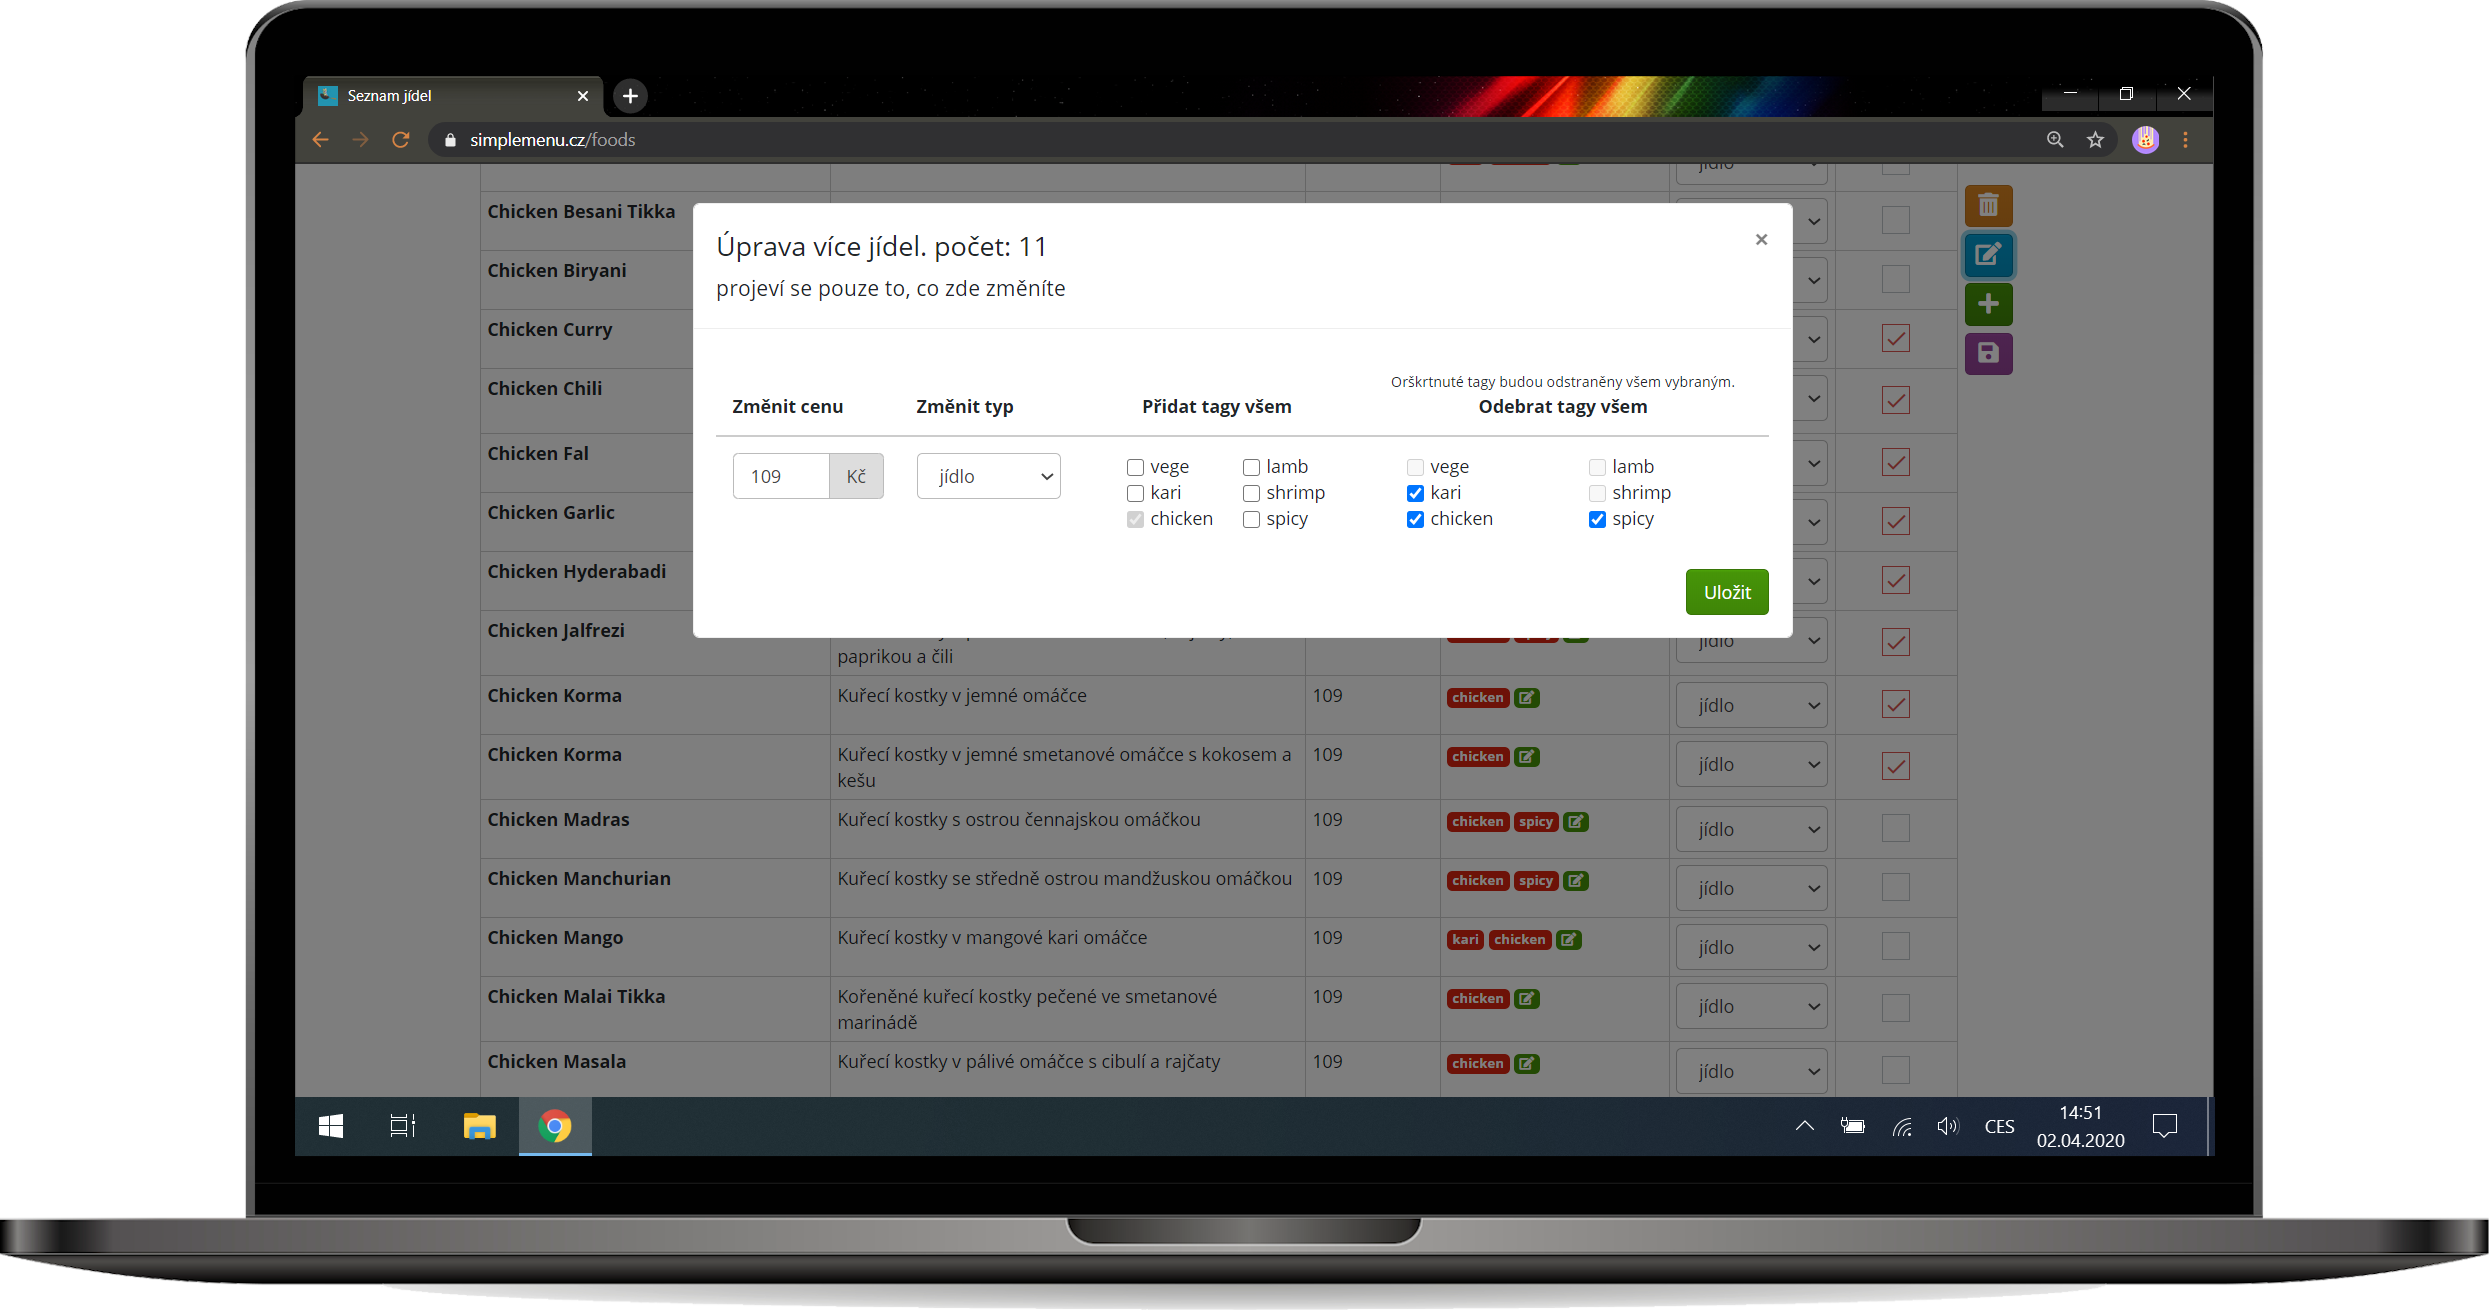 Seznam jídel
simplemenu.cz/foods
jídlo
Chicken Besani Tikka
Chicken Biryani
Chicken Curry
Chicken Chili
Chicken Fal
Chicken Garlic
Chicken Hyderabadi
Úprava více jídel. počet: 11
projeví se pouze to, co zde změníte
Orškrtnuté tagy budou odstraněny všem vybraným.
Změnit cenu Změnit typ Přidat tagy všem Odebrat tagy všem
109 Kč jídlo
vege lamb vege lamb
kari shrimp kari shrimp
chicken spicy chicken spicy
Uložit
Chicken Jalfrezi jídlo
paprikou a čili
Chicken Korma Kuřecí kostky v jemné omáčce 109 chicken jídlo
Chicken Korma Kuřecí kostky v jemné smetanové omáčce s kokosem a 109 chicken jídlo
kešu
Chicken Madras Kuřecí kostky s ostrou čennajskou omáčkou 109 chicken spicy jídlo
Chicken Manchurian Kuřecí kostky se středně ostrou mandžuskou omáčkou 109 chicken spicy jídlo
Chicken Mango Kuřecí kostky v mangové kari omáčce 109 kari chicken jídlo
Chicken Malai Tikka Kořeněné kuřecí kostky pečené ve smetanové 109 chicken jídlo
marinádě
Chicken Masala Kuřecí kostky v pálivé omáčce s cibulí a rajčaty 109 chicken jídlo
CES
14:51
02.04.2020